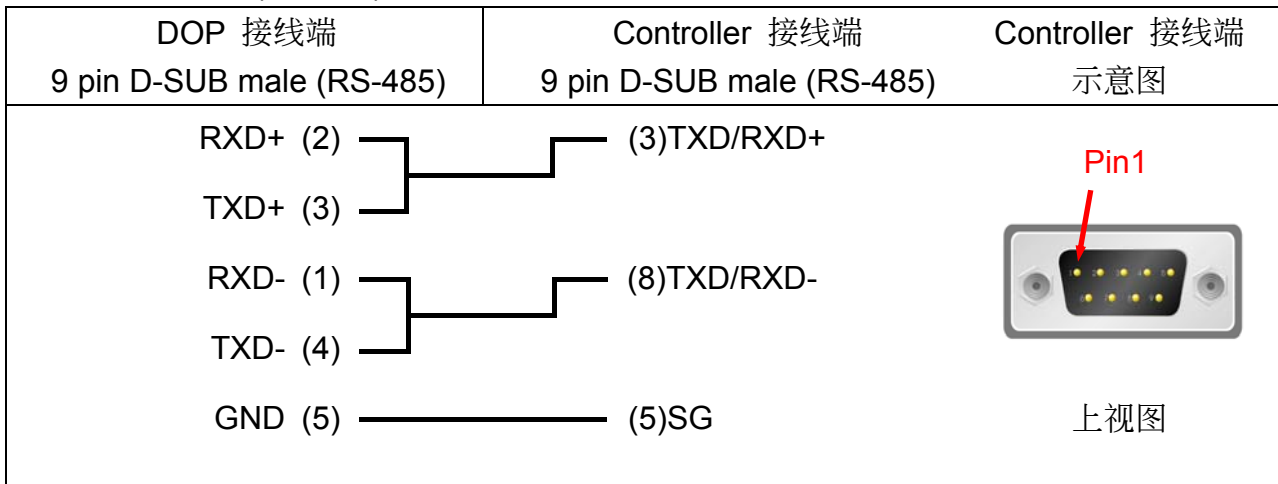 DOP 接线端
9 pin D-SUB male (RS-485)
Controller 接线端
9 pin D-SUB male (RS-485)
Controller 接线端
示意图
RXD+ (2)
(3)TXD/RXD+
TXD+ (3)
RXD- (1)
(8)TXD/RXD-
TXD- (4)
GND (5)
(5)SG
Pin1
上视图